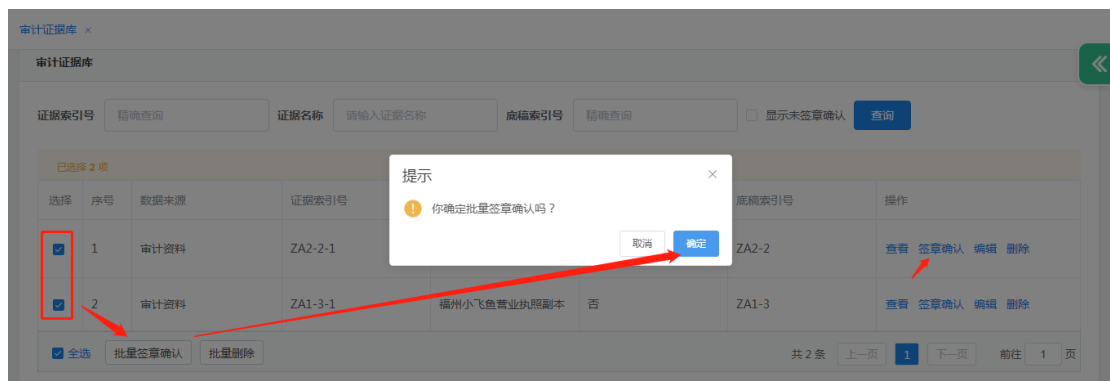 审计证据库 ×
审计证据库
证据索引号 精确查询 证据名称 请输入证据名称 底稿索引号 精确查询 显示未签章确认 查询
已选择 2 项
提示 ×
你确定批量签章确认吗？
取消 确定
选择 序号 数据来源 证据索引号 底稿索引号 操作
1 审计资料 ZA2-2-1 ZA2-2 查看 签章确认 编辑 删除
2 审计资料 ZA1-3-1 福州小飞鱼营业执照副本 否 ZA1-3 查看 签章确认 编辑 删除
全选 批量签章确认 批量删除 共 2 条 上一页 1 下一页 前往 1 页